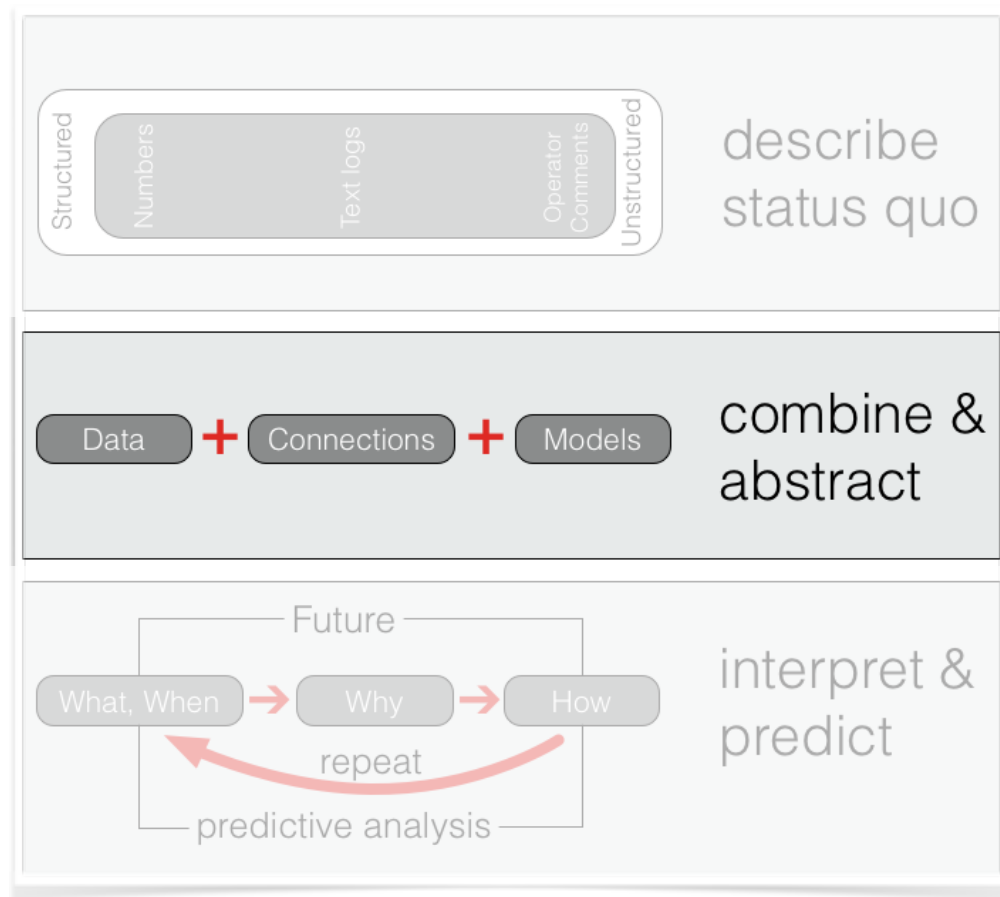 Structured
Numbers
Text logs
Operator
Comments
Unstructured
describe
status quo
Data + Connections + Models
combine &
abstract
Future
What, When → Why → How
repeat
predictive analysis
interpret &
predict